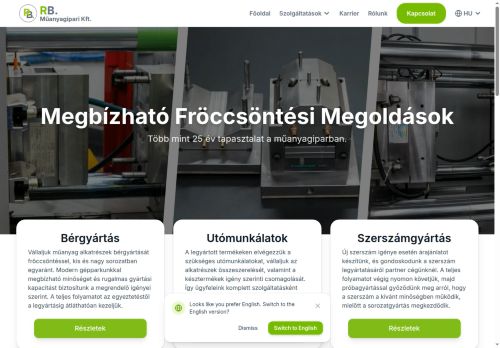 RB.
Műanyagipari Kft.
Főoldal
Szolgáltatások
Karrier
Rólunk
Kapcsolat
HU
Megbízható Fröccsöntési Megoldások
Több mint 25 év tapasztalat a műanyagiparban.
Bérgyártás
Vállaljuk műanyag alkatrészek bérgyártását
fröccsöntéssel, kis és nagy sorozatban
egyaránt. Modern gépparkunkkal
megbízható minőséget és rugalmas gyártási
kapacitást biztosítunk a megrendelő igényei
szerint. A teljes folyamatot az egyeztetéstől
a legyártásig átláthatóan kezeljük.
Részletek
Utómunkálatok
A legyártott termékeken elvégezzük a
szükséges utómunkálatokat, vállaljuk az
alkatrészek összeszerelését, valamint a
késztermékek igény szerinti csomagolását.
Így ügyfeleink komplett szolgáltatásként
Szerszámgyártás
Új szerszám igénye esetén árajánlatot
készítünk, és gondoskodunk a szerszám
legyártatásáról partner cégünknél. A teljes
folyamatot végig nyomon követjük, majd
próbagyártással győződünk meg arról, hogy
a szerszám a kívánt minőségben működik,
mielőtt a sorozatgyártás megkezdődik.
Részletek
Looks like you prefer English. Switch to
the English version?
Dismiss
Switch to English